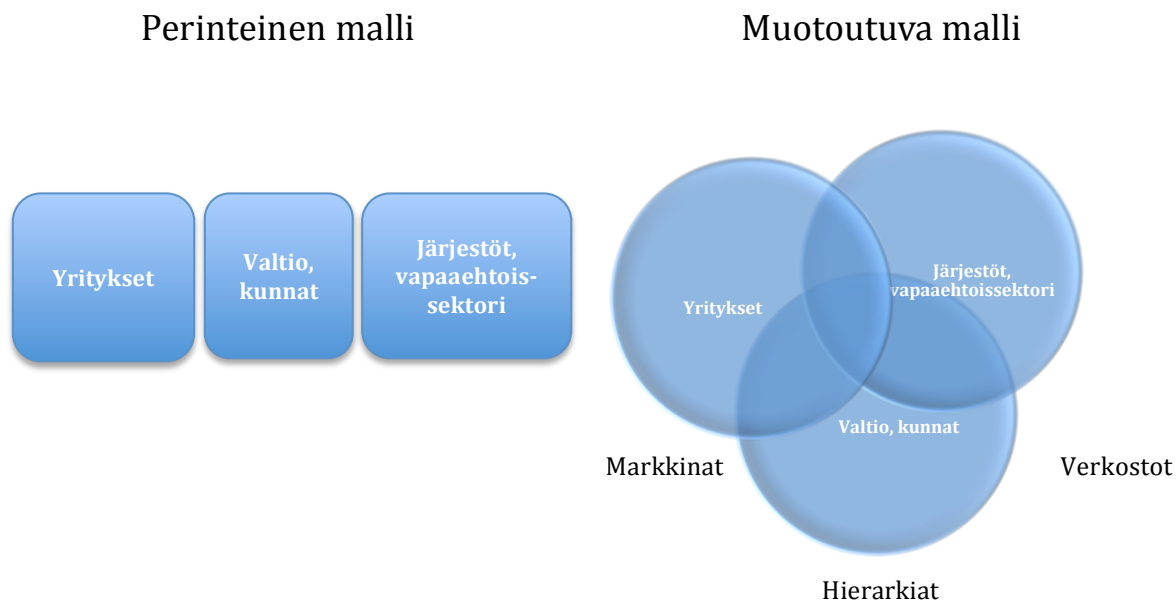 Perinteinen malli
Muotoutuva malli
Yritykset
Valtio,
kunnat
Järjestöt,
vapaaehtois-
sektori
Yritykset
Järjestöt,
vapaaehtoissektori
Valtio, kunnat
Markkinat
Verkostot
Hierarkiat